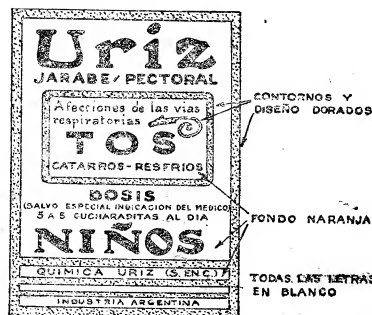 Uriz
JARABE/PECTORAL
Afecciones de las vias
respiratorias
TOS
CATARROS-RESFRIOS
DOSIS
(SALVO ESPECIAL INDICACION DEL MEDICO)
3 A 5 CUCHARADITAS AL DIA
NIÑOS
QUIMICA URIZ (S. EN C.)
INDUSTRIA ARGENTINA
CONTORNOS Y
DISEÑO DORADOS
FONDO NARANJA
TODAS LAS LETRAS
EN BLANCO